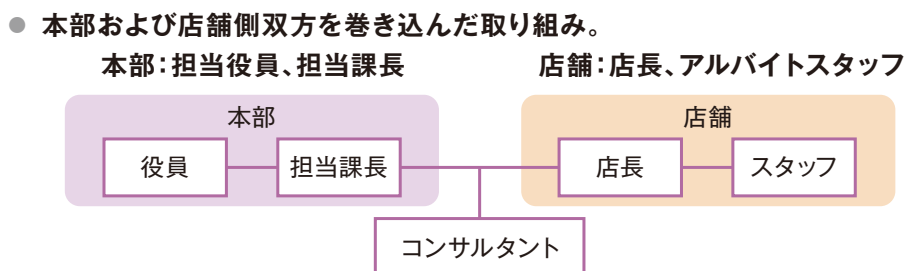 ● 本部および店舗側双方を巻き込んだ取り組み。
本部：担当役員、担当課長 店舗：店長、アルバイトスタッフ
本部 店舗
役員 担当課長 店長 スタッフ
コンサルタント